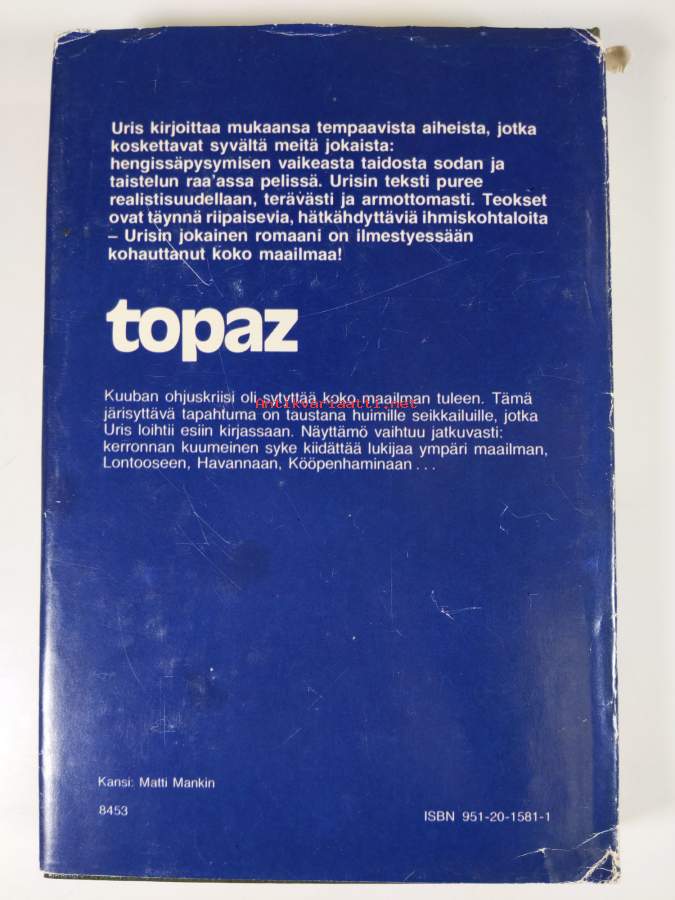 Uris kirjoittaa mukaansa tempaavista aiheista, jotka
koskettavat syvältä meitä jokaista:
hengissäpysymisen vaikeasta taidosta sodan ja
taistelun raa'assa pelissä. Urisin teksti puree
realistisuudellaan, terävästi ja armottomasti. Teokset
ovat täynnä riipaisevia, hätkähdyttäviä ihmiskohtaloita
– Urisin jokainen romaani on ilmestyessään
kohauttanut koko maailmaa!
topaz
Kuuban ohjuskriisi oli sytyttää koko maailman tuleen. Tämä
Antikvariaatti.net
järisyttävä tapahtuma on taustana huimille seikkailuille, jotka
Uris loihtii esiin kirjassaan. Näyttämö vaihtuu jatkuvasti:
kerronnan kuumeinen syke kiidättää lukijaa ympäri maailman,
Lontooseen, Havannaan, Kööpenhaminaan . . .
Kansi: Matti Mankin
8453
ISBN 951-20-1581-1